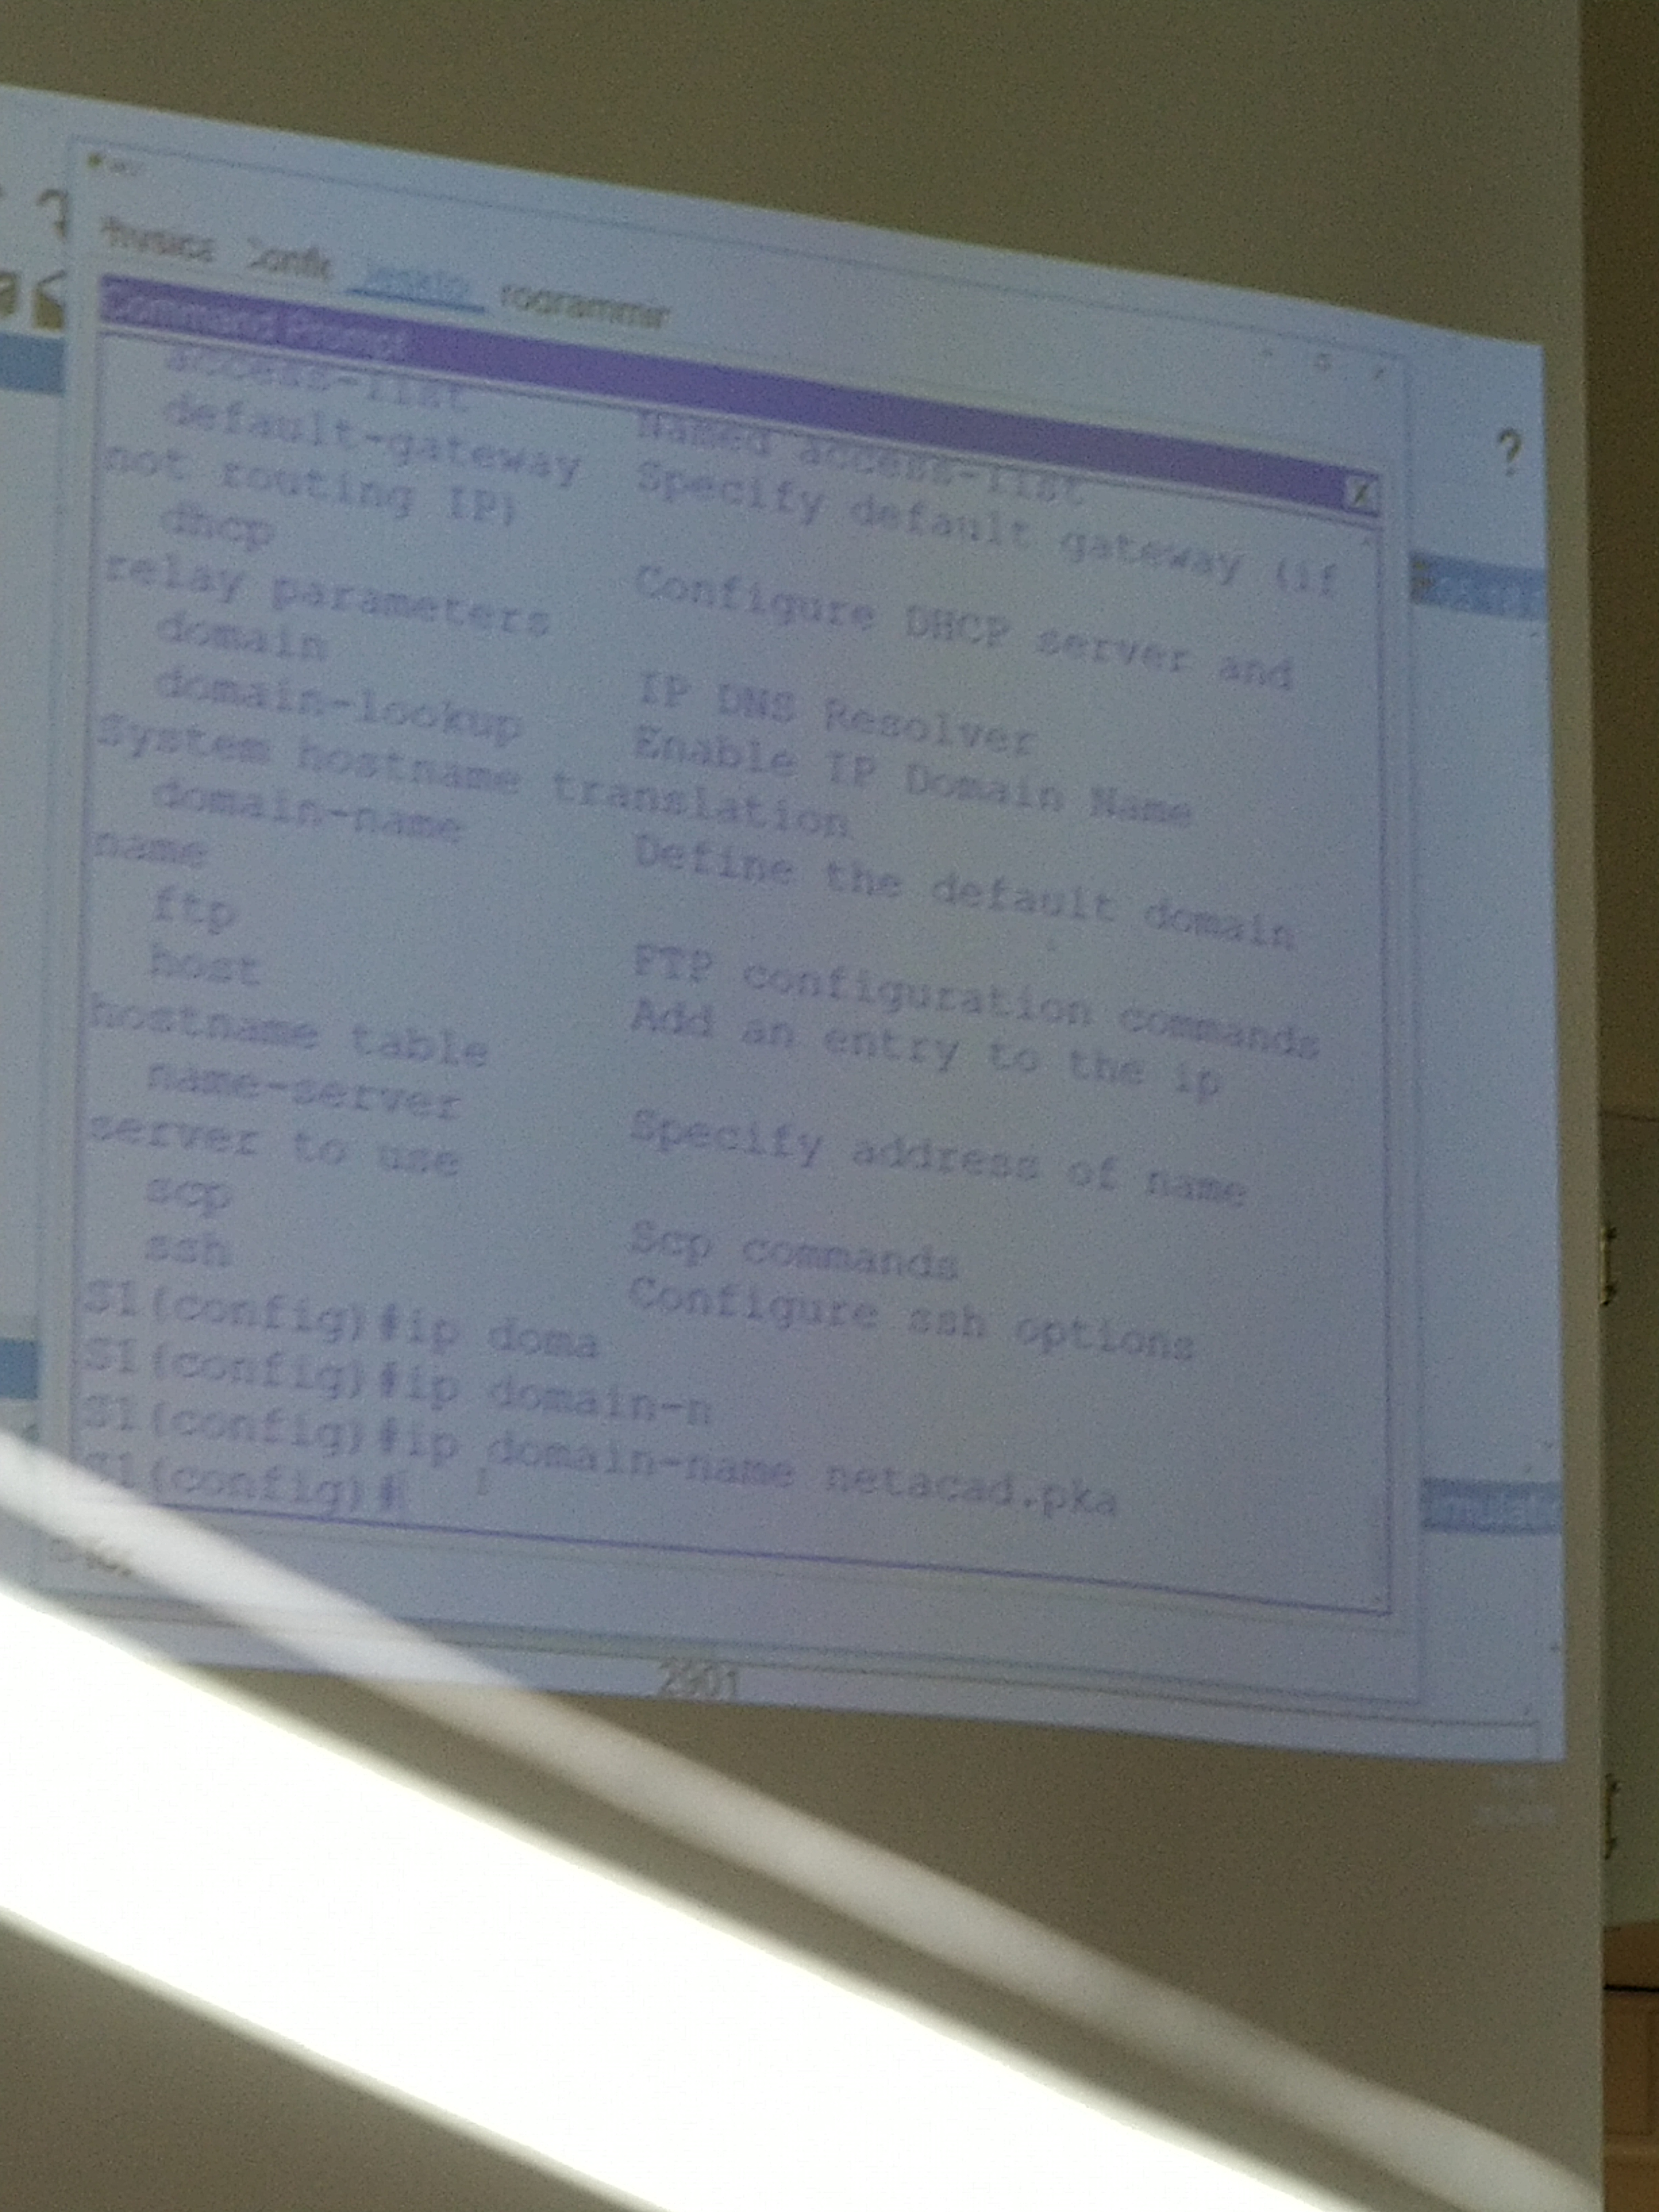 Command Prompt
access-list Named access-list
default-gateway Specify default gateway (if
not routing IP)
dhcp Configure DHCP server and
relay parameters
domain IP DNS Resolver
domain-lookup Enable IP Domain Name
System hostname translation
domain-name Define the default domain
name
ftp FTP configuration commands
host Add an entry to the ip
hostname table
name-server Specify address of name
server to use
scp Scp commands
ssh Configure ssh options
S1(config)#ip doma
S1(config)#ip domain-n
S1(config)#ip domain-name netacad.pka
S1(config)#
2901
?
X